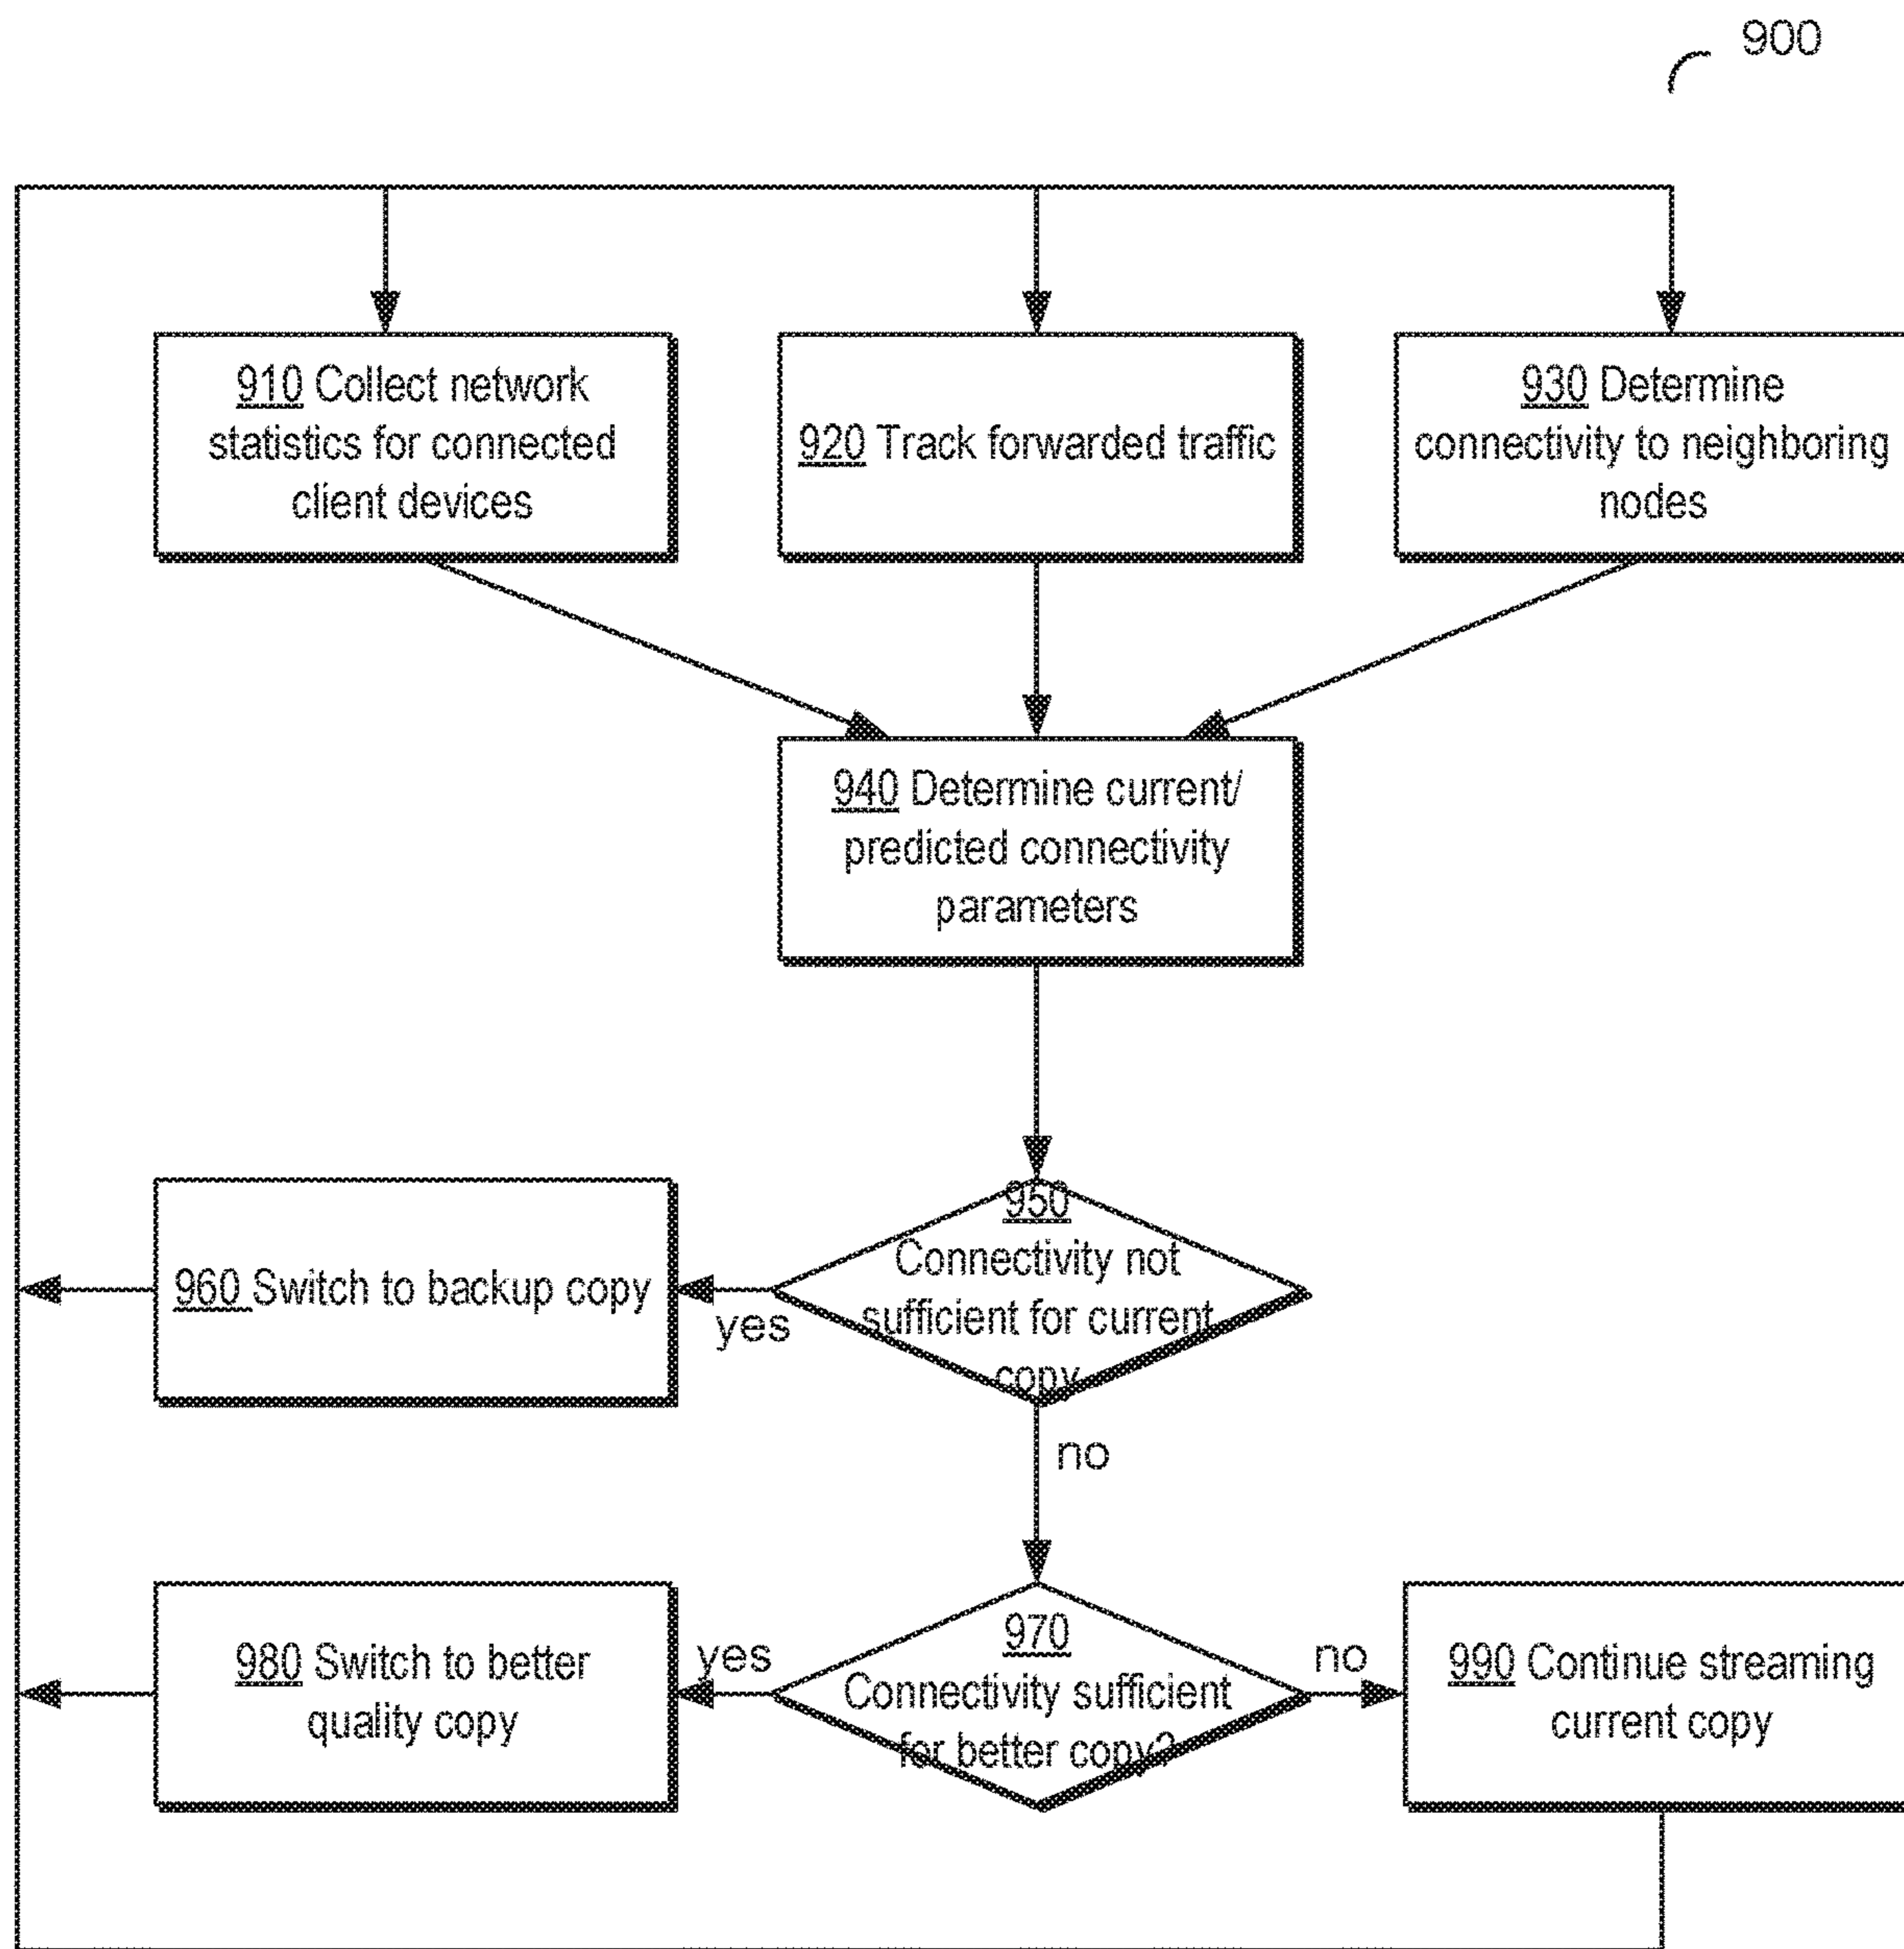 900
910 Collect network
statistics for connected
client devices
920 Track forwarded traffic
930 Determine
connectivity to neighboring
nodes
940 Determine current/
predicted connectivity
parameters
950
Connectivity not
sufficient for current
copy
960 Switch to backup copy
yes
no
970
Connectivity sufficient
for better copy?
yes
no
980 Switch to better
quality copy
990 Continue streaming
current copy